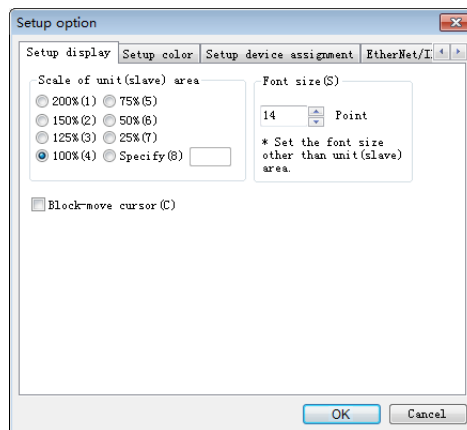 Setup option
Setup display Setup color Setup device assignment EtherNet/I
Scale of unit(slave) area
200%(1) 75%(5)
150%(2) 50%(6)
125%(3) 25%(7)
100%(4) Specify(8)
Font size(S)
14 Point
* Set the font size
other than unit(slave)
area.
Block-move cursor(C)
OK Cancel